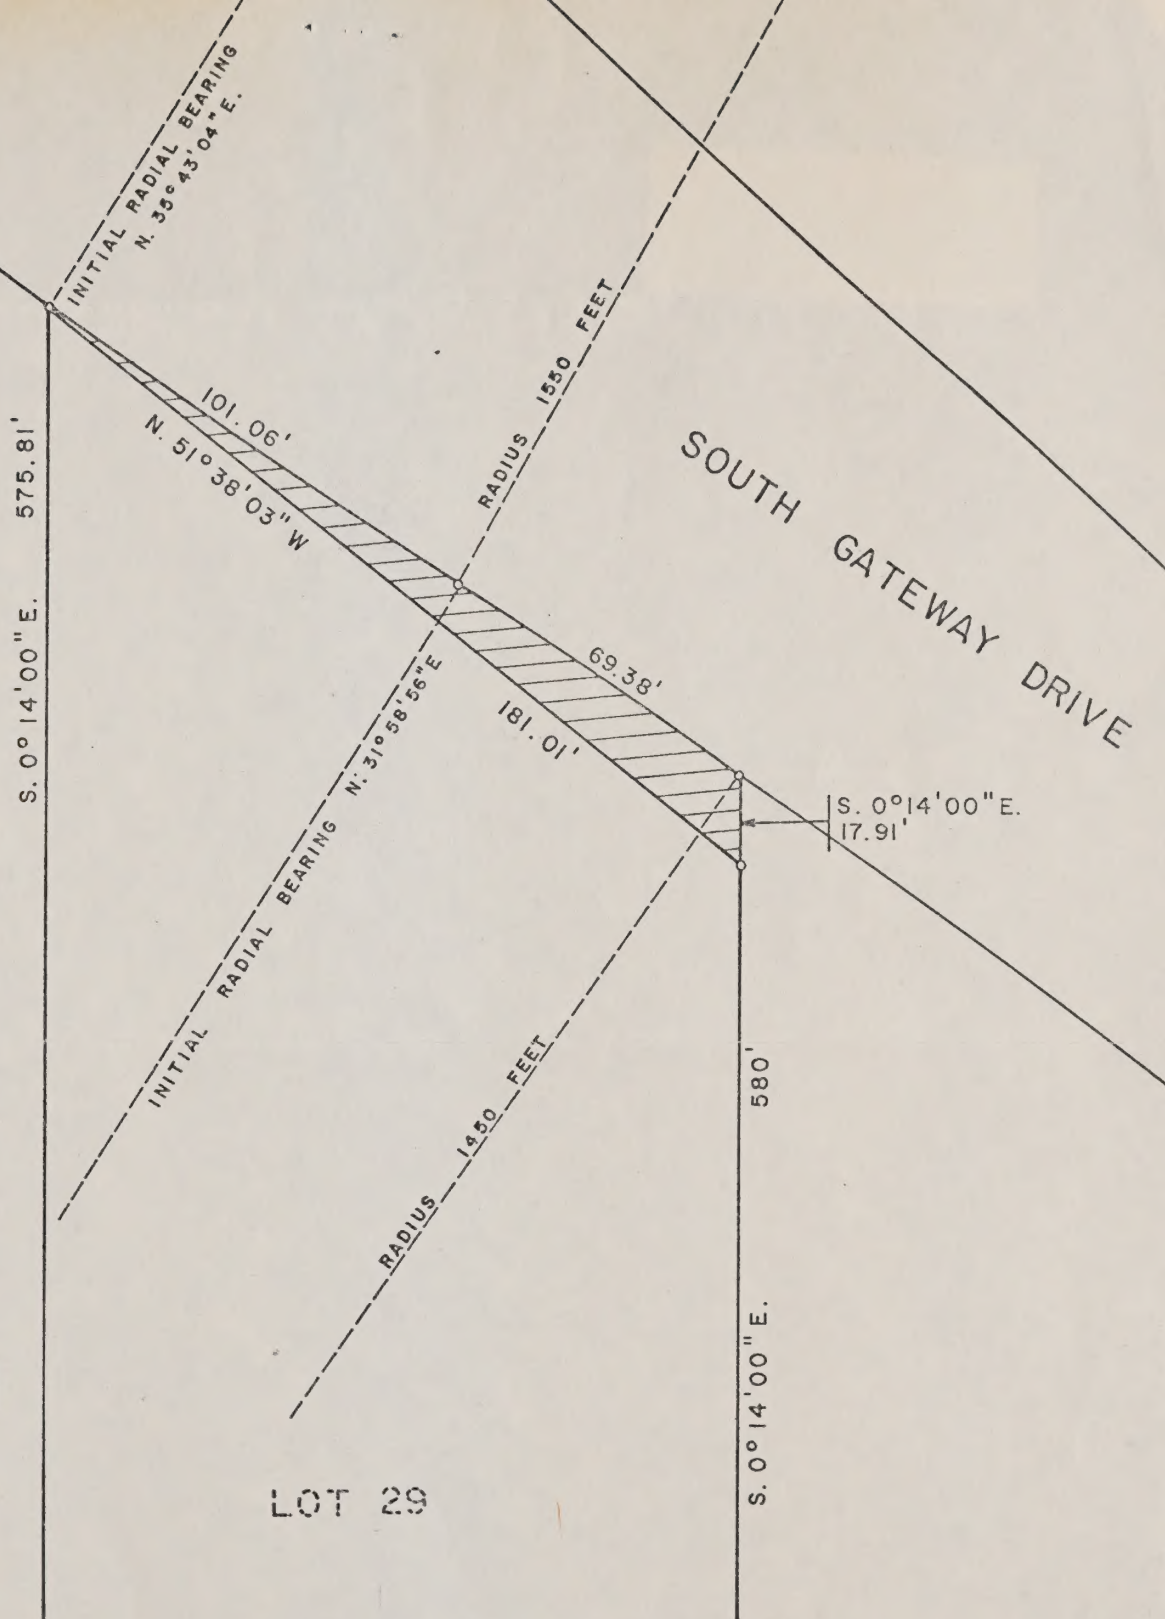 INITIAL RADIAL BEARING
N. 35° 43' 04" E.
RADIUS 1550 FEET
101.06'
N. 51° 38' 03" W
575.81'
S. 0° 14' 00" E.
SOUTH GATEWAY DRIVE
69.38'
181.01'
INITIAL RADIAL BEARING N. 31° 58' 56" E
S. 0° 14' 00" E.
17.91'
RADIUS 1450 FEET
580'
S. 0° 14' 00" E.
LOT 29